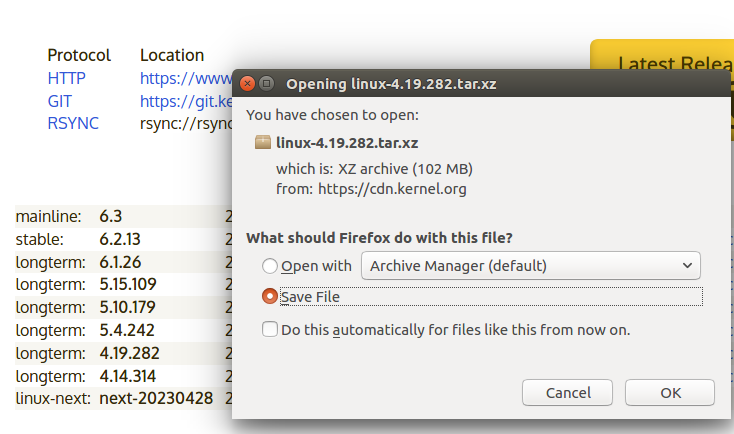 Protocol Location
HTTP https://www
GIT https://git.ke
RSYNC rsync://rsync
Latest Relea
Opening linux-4.19.282.tar.xz
You have chosen to open:
linux-4.19.282.tar.xz
which is: XZ archive (102 MB)
from: https://cdn.kernel.org
What should Firefox do with this file?
Open with Archive Manager (default)
Save File
Do this automatically for files like this from now on.
Cancel OK
mainline: 6.3 2
stable: 6.2.13 2
longterm: 6.1.26 2
longterm: 5.15.109 2
longterm: 5.10.179 2
longterm: 5.4.242 2
longterm: 4.19.282 2
longterm: 4.14.314 2
linux-next: next-20230428 2